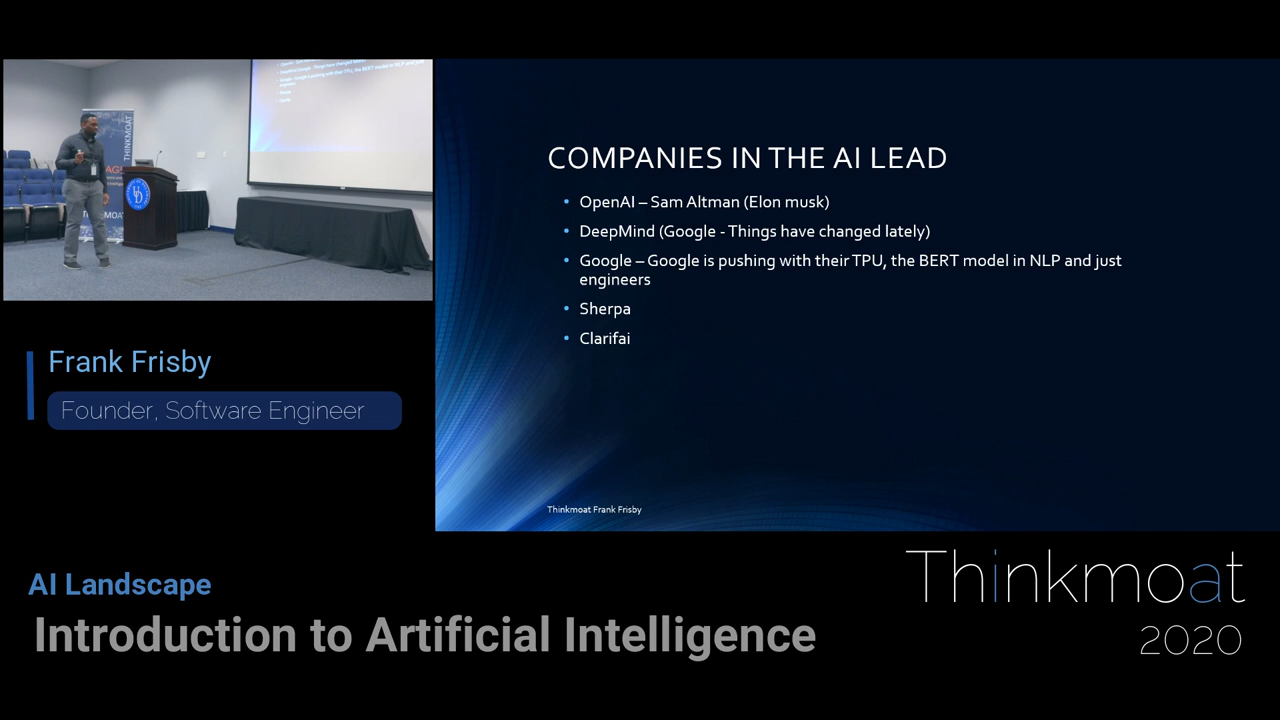 THINKMOAT
COMPANIES IN THE AI LEAD
• OpenAI – Sam Altman (Elon musk)
• DeepMind (Google - Things have changed lately)
• Google – Google is pushing with their TPU, the BERT model in NLP and just
engineers
• Sherpa
• Clarifai
Thinkmoat Frank Frisby
Frank Frisby
Founder, Software Engineer
AI Landscape
Introduction to Artificial Intelligence
Thinkmoat
2020